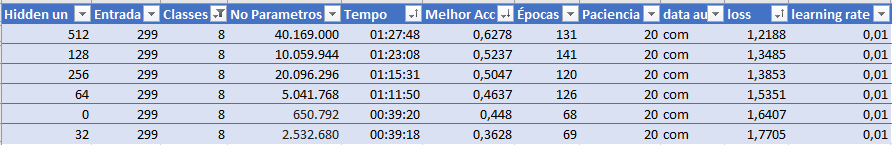 Hidden un Entrada Classes No Parametros Tempo Melhor Acc Épocas Paciencia data au loss learning rate
512 299 8 40.169.000 01:27:48 0,6278 131 20 com 1,2188 0,01
128 299 8 10.059.944 01:23:08 0,5237 141 20 com 1,3485 0,01
256 299 8 20.096.296 01:15:31 0,5047 120 20 com 1,3853 0,01
64 299 8 5.041.768 01:11:50 0,4637 126 20 com 1,5351 0,01
0 299 8 650.792 00:39:20 0,448 68 20 com 1,6407 0,01
32 299 8 2.532.680 00:39:18 0,3628 69 20 com 1,7705 0,01